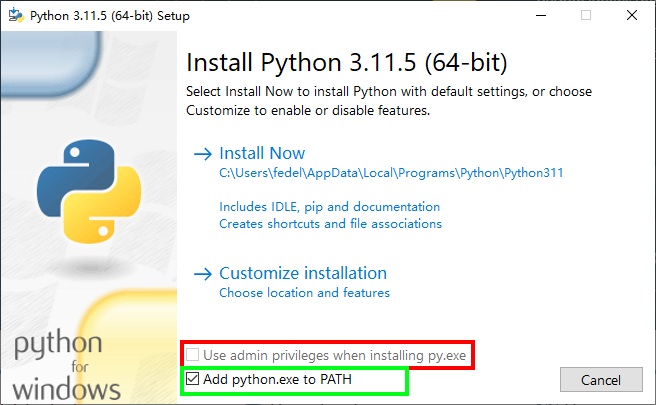 Python 3.11.5 (64-bit) Setup
Install Python 3.11.5 (64-bit)
Select Install Now to install Python with default settings, or choose
Customize to enable or disable features.
Install Now
C:\Users\fedel\AppData\Local\Programs\Python\Python311
Includes IDLE, pip and documentation
Creates shortcuts and file associations
Customize installation
Choose location and features
Use admin privileges when installing py.exe
Add python.exe to PATH
Cancel
python
for
windows